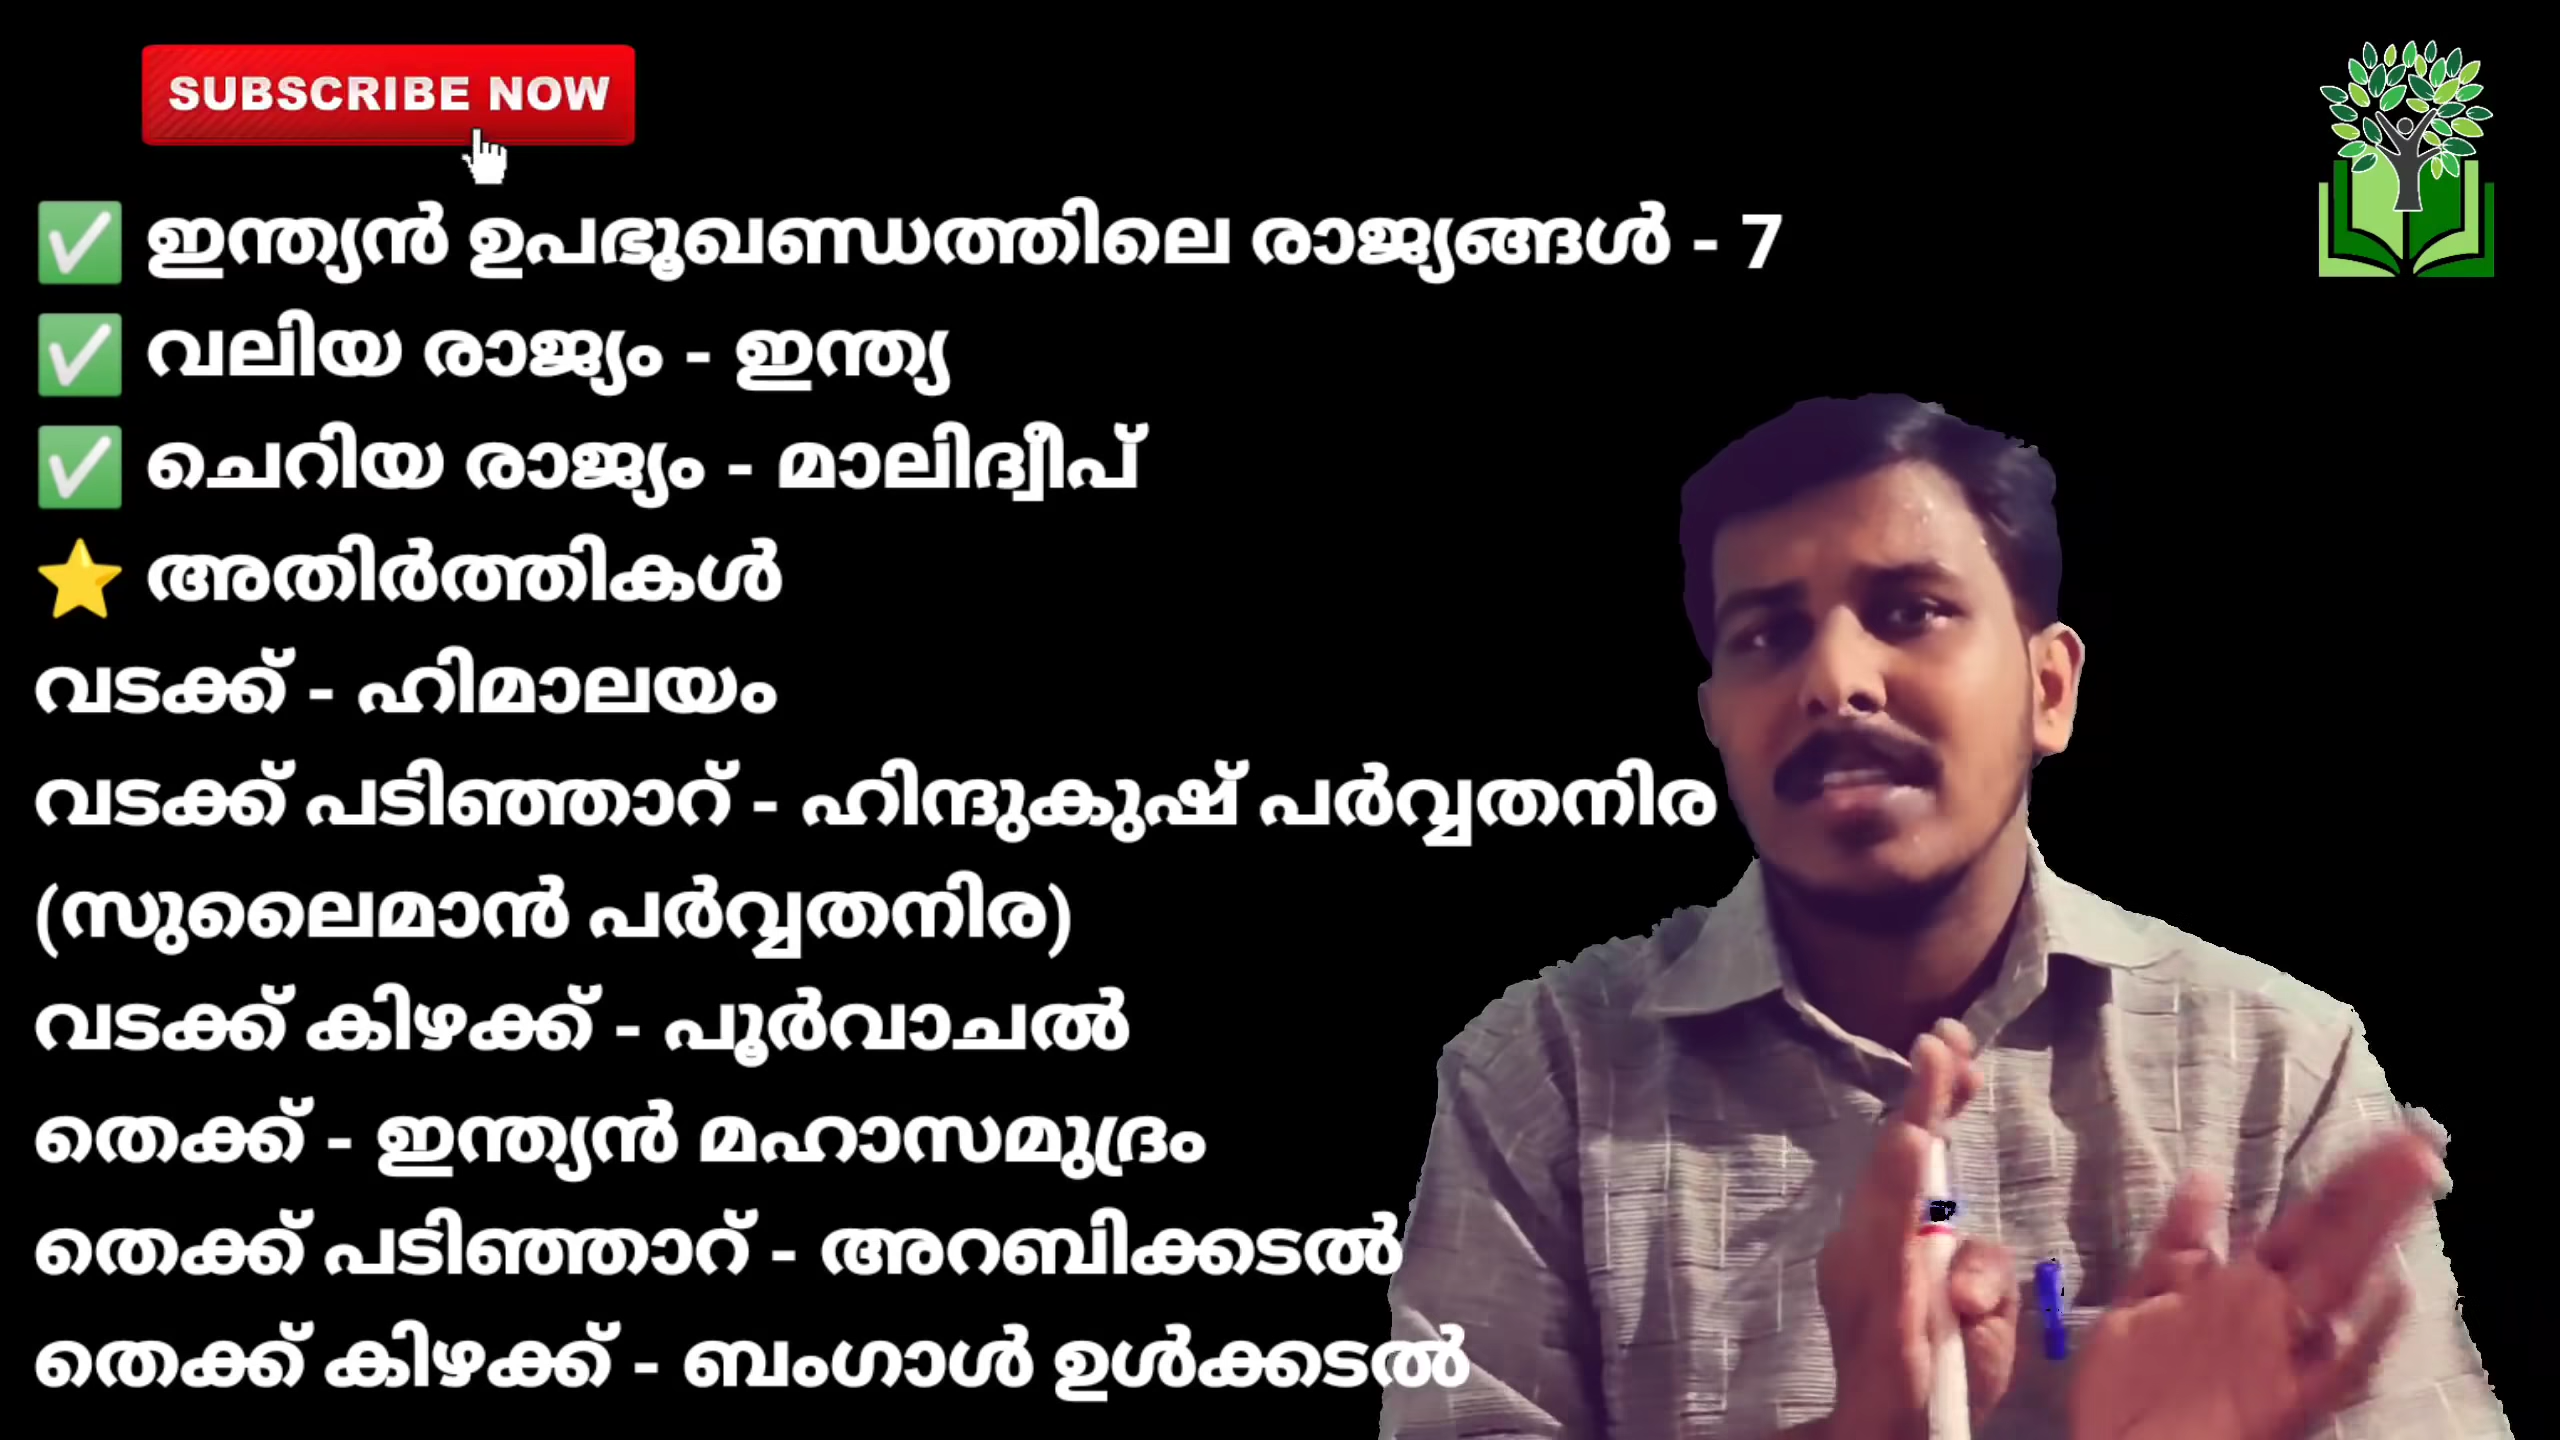 SUBSCRIBE NOW
✅ ഇന്ത്യൻ ഉപഭൂഖണ്ഡത്തിലെ രാജ്യങ്ങൾ - 7
✅ വലിയ രാജ്യം - ഇന്ത്യ
✅ ചെറിയ രാജ്യം - മാലിദ്വീപ്
⭐ അതിർത്തികൾ
വടക്ക് - ഹിമാലയം
വടക്ക് പടിഞ്ഞാറ് - ഹിന്ദുകുഷ് പർവ്വതനിര
(സുലൈമാൻ പർവ്വതനിര)
വടക്ക് കിഴക്ക് - പൂർവാചൽ
തെക്ക് - ഇന്ത്യൻ മഹാസമുദ്രം
തെക്ക് പടിഞ്ഞാറ് - അറബിക്കടൽ
തെക്ക് കിഴക്ക് - ബംഗാൾ ഉൾക്കടൽ